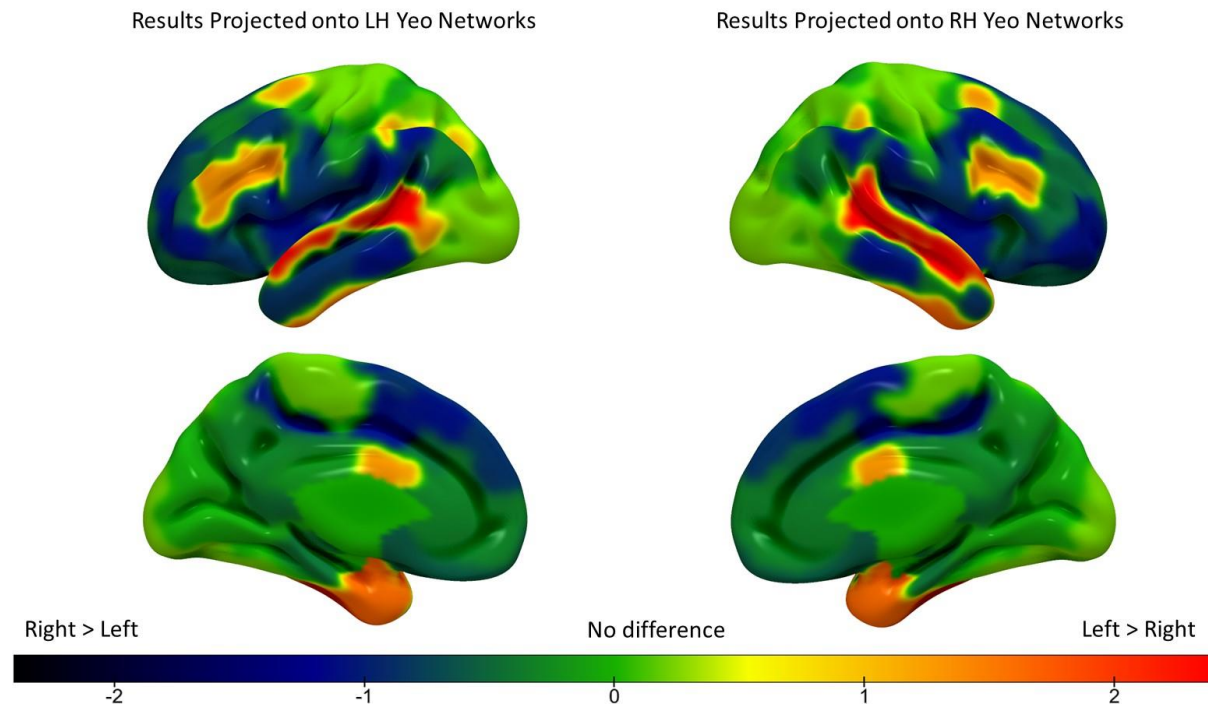 Results Projected onto LH Yeo Networks
Results Projected onto RH Yeo Networks
Right > Left
No difference
Left > Right
-2
-1
0
1
2